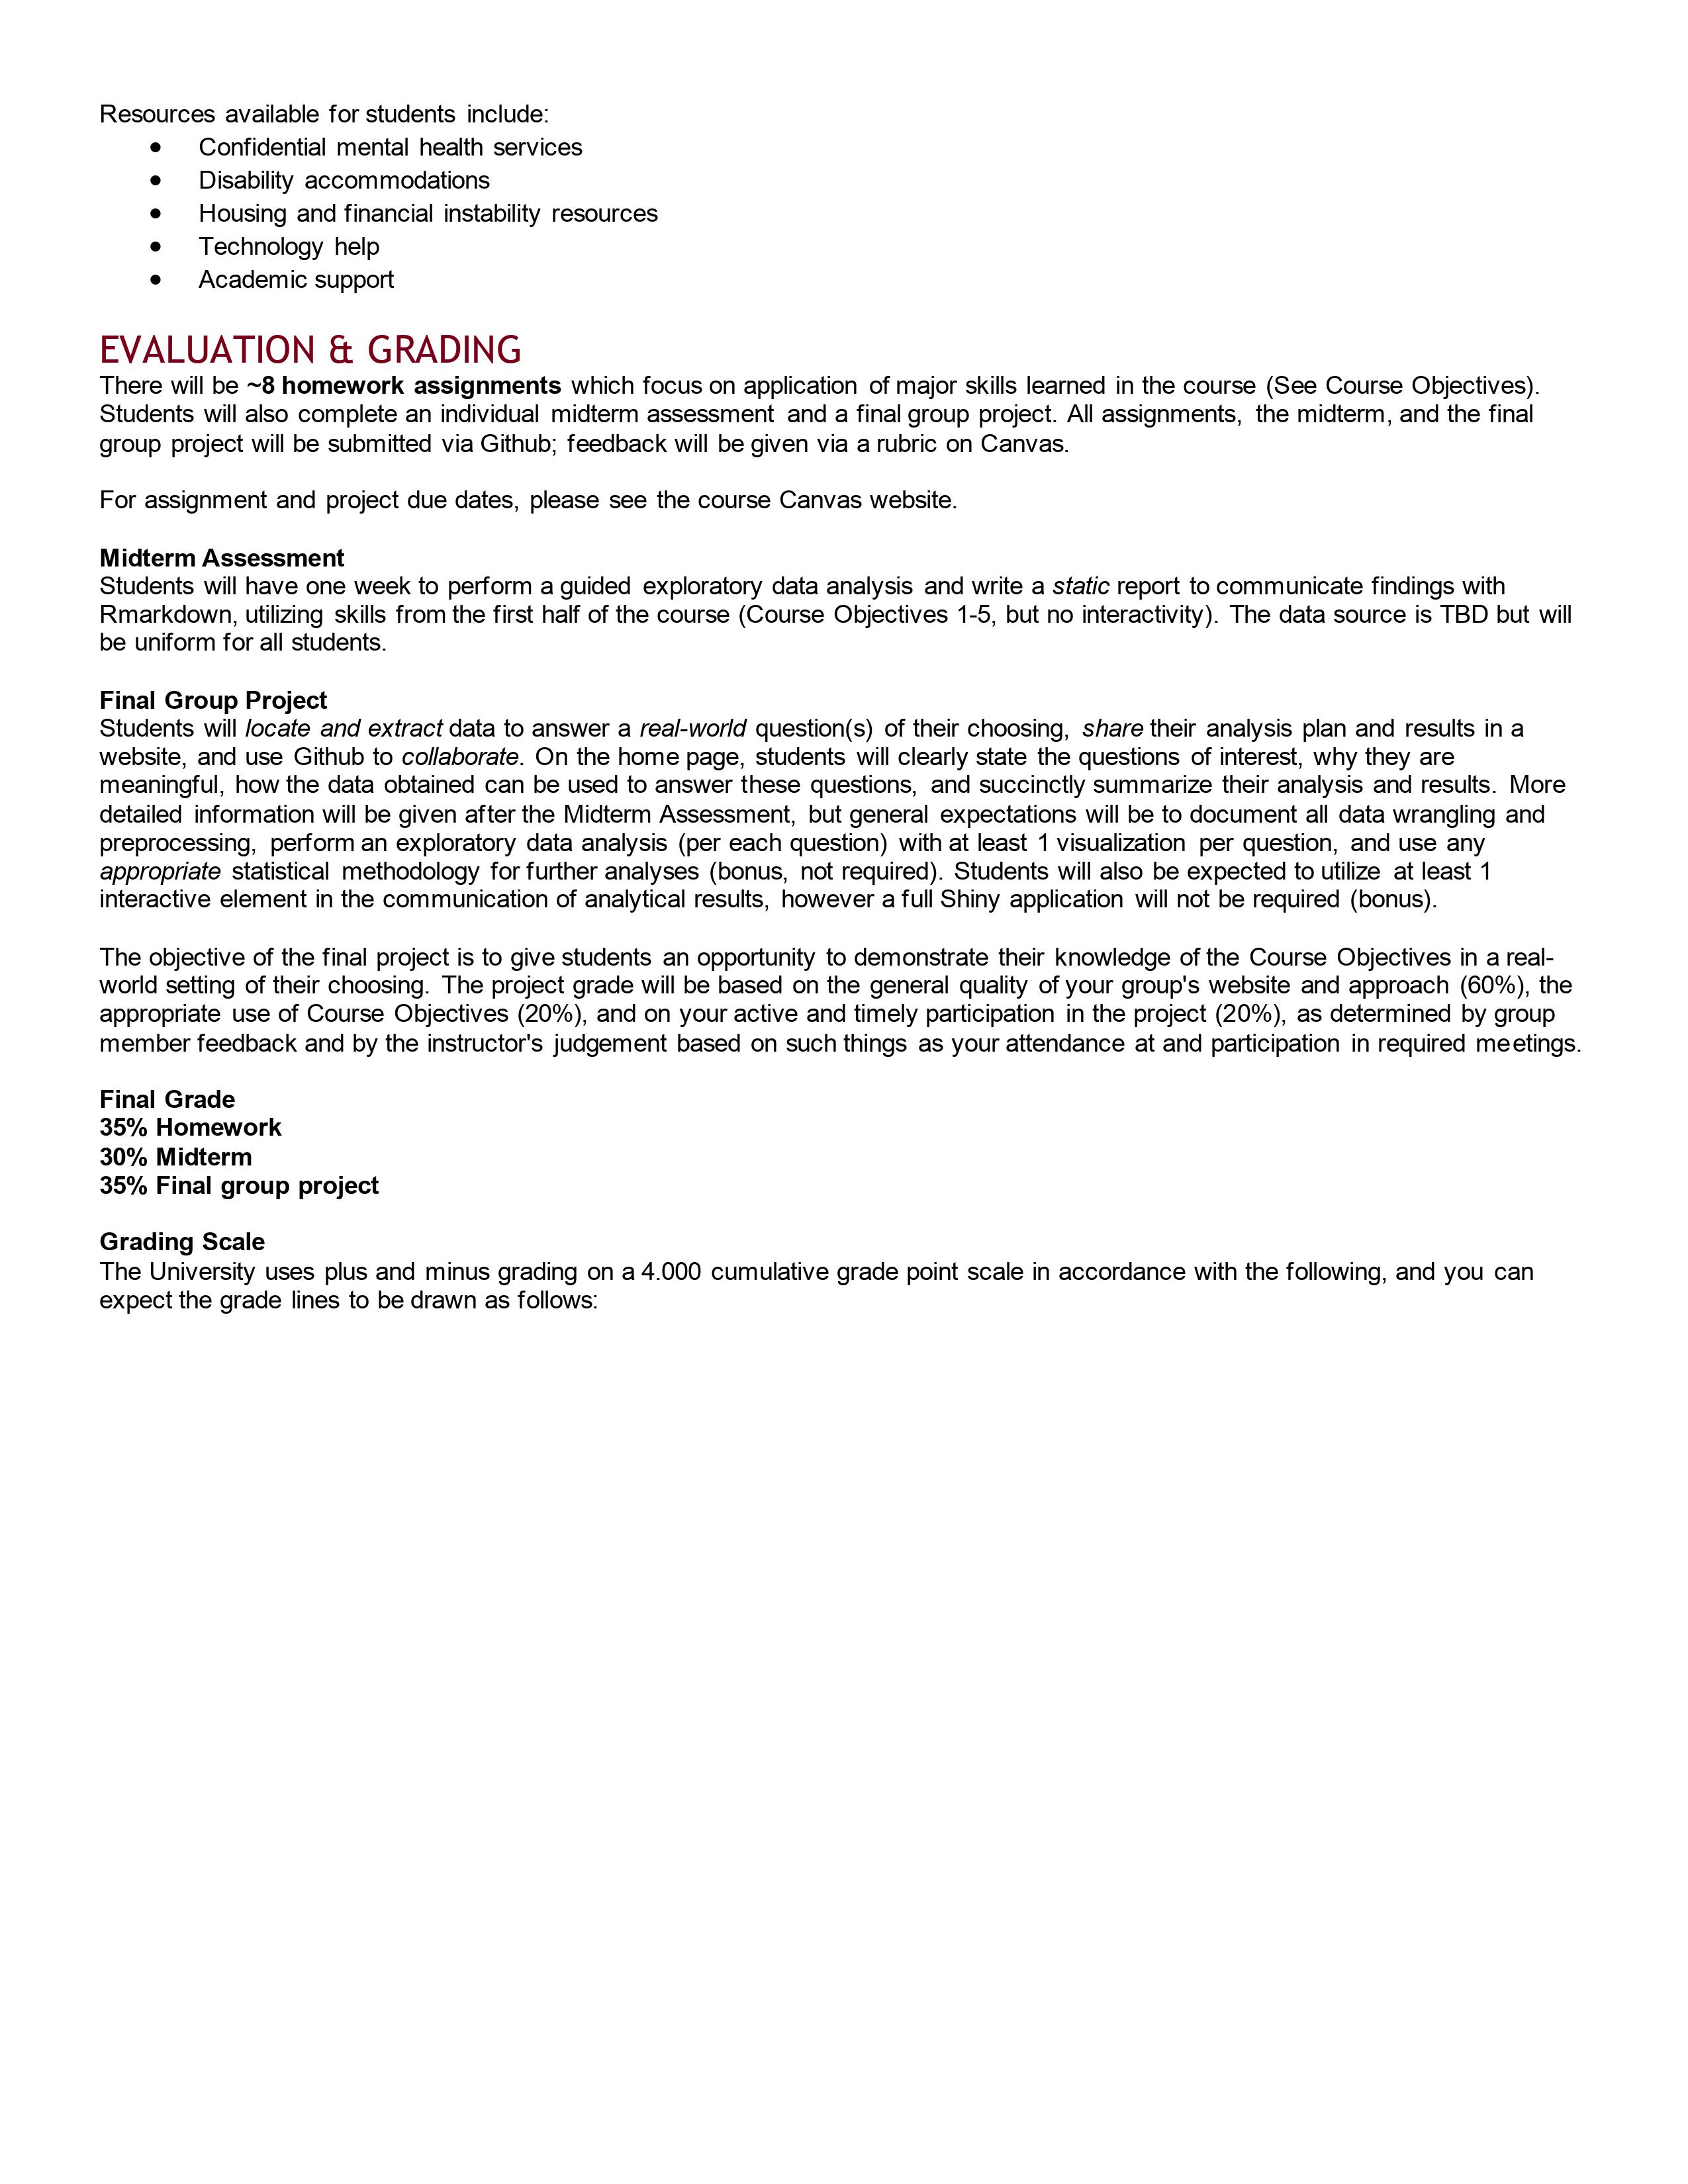 Resources available for students include:
● Confidential mental health services
● Disability accommodations
● Housing and financial instability resources
● Technology help
● Academic support
EVALUATION & GRADING
There will be ~8 homework assignments which focus on application of major skills learned in the course (See Course Objectives).
Students will also complete an individual midterm assessment and a final group project. All assignments, the midterm, and the final
group project will be submitted via Github; feedback will be given via a rubric on Canvas.
For assignment and project due dates, please see the course Canvas website.
Midterm Assessment
Students will have one week to perform a guided exploratory data analysis and write a static report to communicate findings with
Rmarkdown, utilizing skills from the first half of the course (Course Objectives 1-5, but no interactivity). The data source is TBD but will
be uniform for all students.
Final Group Project
Students will locate and extract data to answer a real-world question(s) of their choosing, share their analysis plan and results in a
website, and use Github to collaborate. On the home page, students will clearly state the questions of interest, why they are
meaningful, how the data obtained can be used to answer these questions, and succinctly summarize their analysis and results. More
detailed information will be given after the Midterm Assessment, but general expectations will be to document all data wrangling and
preprocessing, perform an exploratory data analysis (per each question) with at least 1 visualization per question, and use any
appropriate statistical methodology for further analyses (bonus, not required). Students will also be expected to utilize at least 1
interactive element in the communication of analytical results, however a full Shiny application will not be required (bonus).
The objective of the final project is to give students an opportunity to demonstrate their knowledge of the Course Objectives in a real-
world setting of their choosing. The project grade will be based on the general quality of your group's website and approach (60%), the
appropriate use of Course Objectives (20%), and on your active and timely participation in the project (20%), as determined by group
member feedback and by the instructor's judgement based on such things as your attendance at and participation in required meetings.
Final Grade
35% Homework
30% Midterm
35% Final group project
Grading Scale
The University uses plus and minus grading on a 4.000 cumulative grade point scale in accordance with the following, and you can
expect the grade lines to be drawn as follows: